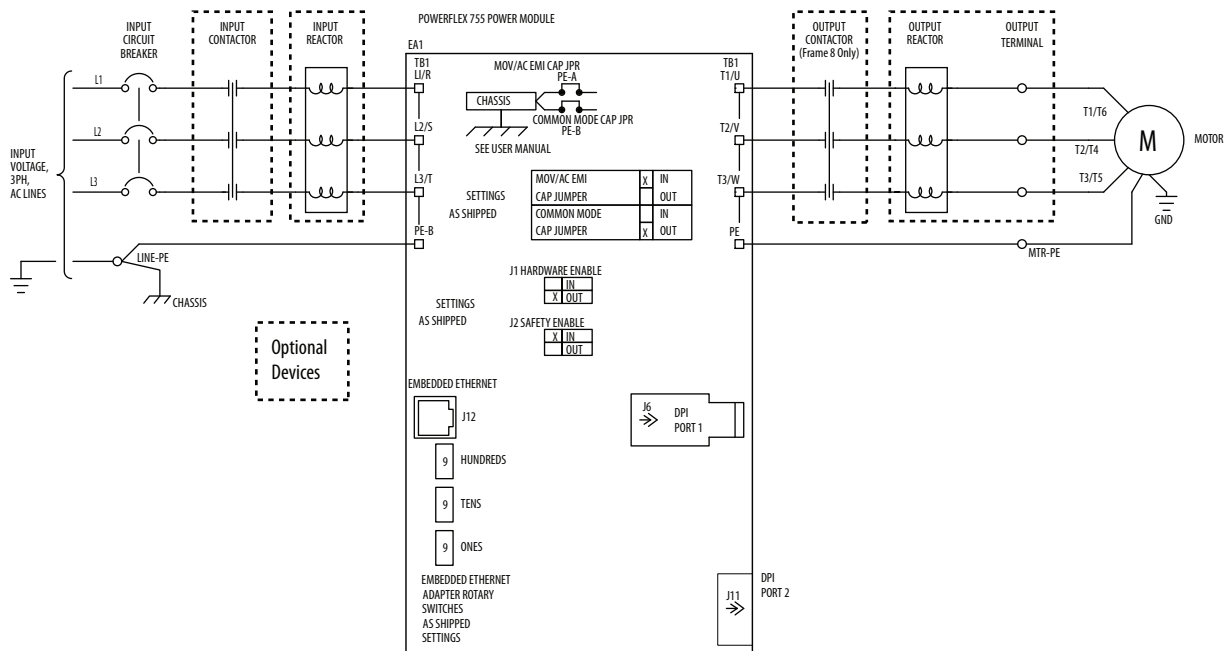 POWERFLEX 755 POWER MODULE
INPUT
CIRCUIT
BREAKER
INPUT
CONTACTOR
INPUT
REACTOR
EA1
TB1
LI/R
L2/S
L3/T
PE-B
L1
L2
L3
INPUT
VOLTAGE,
3PH,
AC LINES
LINE-PE
CHASSIS
Optional
Devices
MOV/AC EMI CAP JPR
PE-A
CHASSIS
COMMON MODE CAP JPR
PE-B
SEE USER MANUAL
SETTINGS
AS SHIPPED
MOV/AC EMI X IN
CAP JUMPER OUT
COMMON MODE IN
CAP JUMPER X OUT
J1 HARDWARE ENABLE
IN
X OUT
SETTINGS
AS SHIPPED
J2 SAFETY ENABLE
X IN
OUT
EMBEDDED ETHERNET
J12
9 HUNDREDS
9 TENS
9 ONES
EMBEDDED ETHERNET
ADAPTER ROTARY
SWITCHES
AS SHIPPED
SETTINGS
J6
DPI
PORT 1
J11
DPI
PORT 2
TB1
T1/U
T2/V
T3/W
PE
OUTPUT
CONTACTOR
(Frame 8 Only)
OUTPUT
REACTOR
OUTPUT
TERMINAL
T1/T6
T2/T4
T3/T5
M
MOTOR
GND
MTR-PE